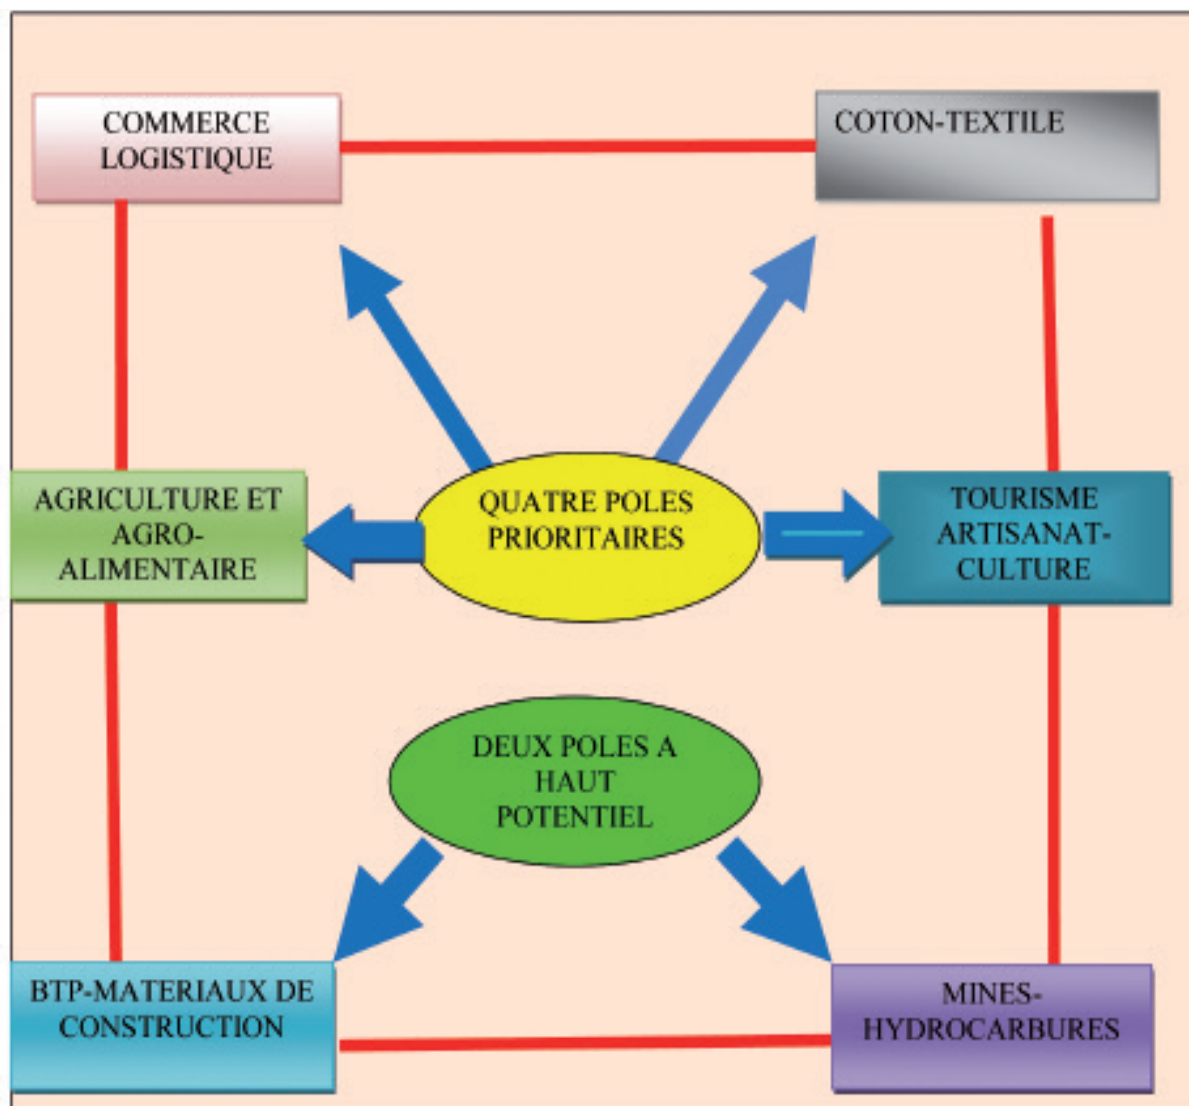 COMMERCE
LOGISTIQUE
COTON-TEXTILE
AGRICULTURE ET
AGRO-
ALIMENTAIRE
QUATRE POLES
PRIORITAIRES
TOURISME
ARTISANAT-
CULTURE
DEUX POLES A
HAUT
POTENTIEL
BTP-MATERIAUX DE
CONSTRUCTION
MINES-
HYDROCARBURES